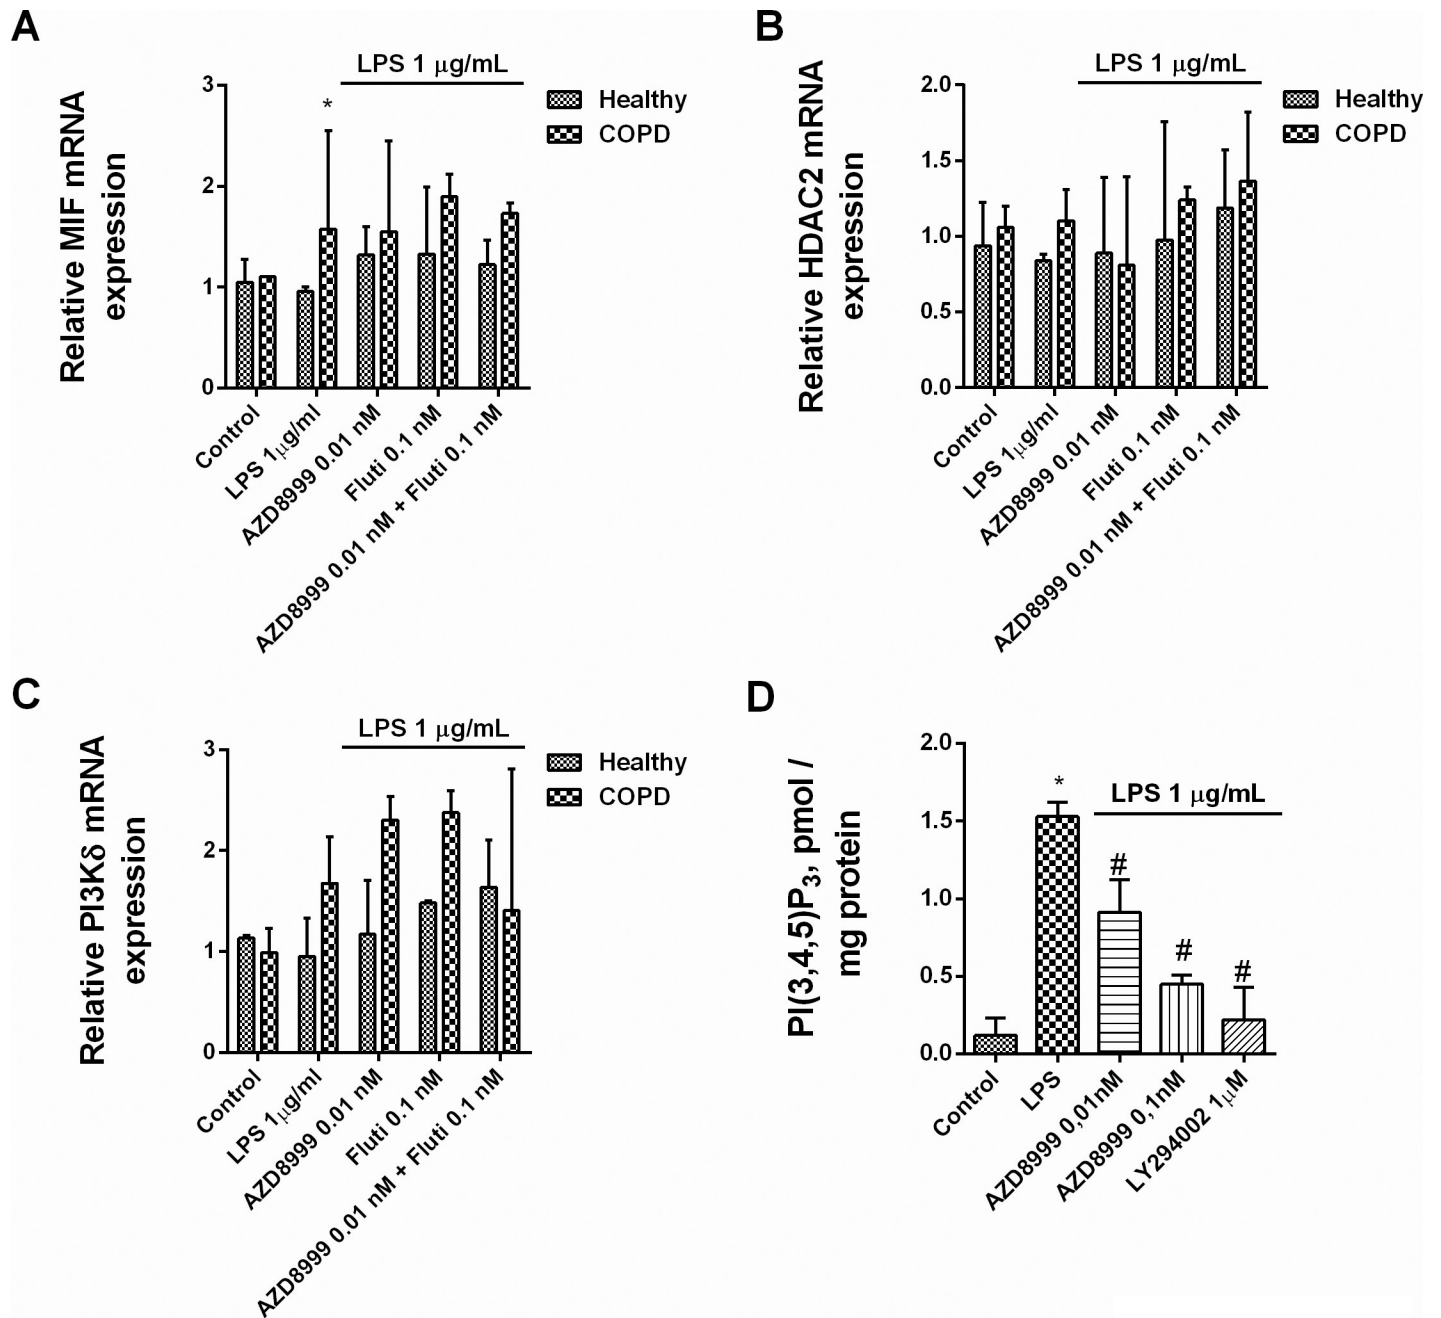 A
LPS 1 μg/mL
Relative MIF mRNA
expression
3
2
1
0
*
Healthy
COPD
Control
LPS 1μg/ml
AZD8999 0.01 nM
Fluti 0.1 nM
AZD8999 0.01 nM + Fluti 0.1 nM
B
LPS 1 μg/mL
Relative HDAC2 mRNA
expression
2.0
1.5
1.0
0.5
0.0
Healthy
COPD
Control
LPS 1μg/ml
AZD8999 0.01 nM
Fluti 0.1 nM
AZD8999 0.01 nM + Fluti 0.1 nM
C
LPS 1 μg/mL
Relative PI3Kδ mRNA
expression
3
2
1
0
Healthy
COPD
Control
LPS 1μg/ml
AZD8999 0.01 nM
Fluti 0.1 nM
AZD8999 0.01 nM + Fluti 0.1 nM
D
PI(3,4,5)P3, pmol /
mg protein
2.0
1.5
1.0
0.5
0.0
*
LPS 1 μg/mL
#
#
#
Control
LPS
AZD8999 0,01nM
AZD8999 0,1nM
LY294002 1μM